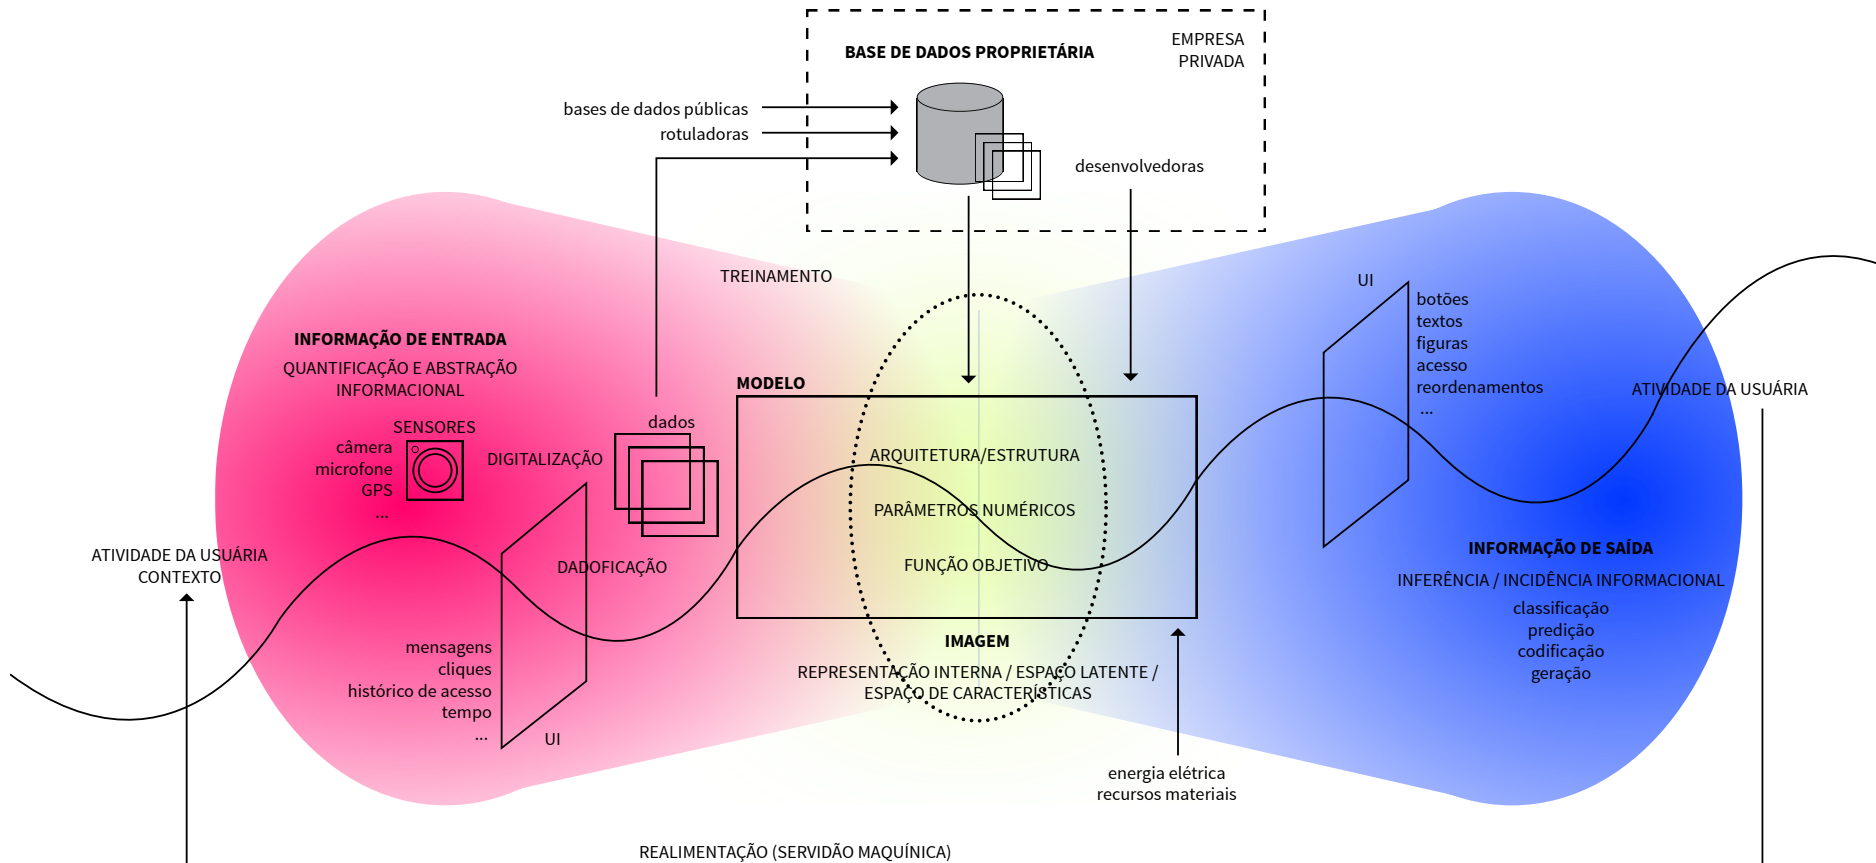 BASE DE DADOS PROPRIETÁRIA
EMPRESA
PRIVADA
bases de dados públicas
rotuladoras
desenvolvedoras
TREINAMENTO
INFORMAÇÃO DE ENTRADA
QUANTIFICAÇÃO E ABSTRAÇÃO
INFORMACIONAL
SENSORES
câmera
microfone
GPS
...
DIGITALIZAÇÃO
dados
ATIVIDADE DA USUÁRIA
CONTEXTO
DADOFICAÇÃO
mensagens
cliques
histórico de acesso
tempo
...
UI
MODELO
ARQUITETURA/ESTRUTURA
PARÂMETROS NUMÉRICOS
FUNÇÃO OBJETIVO
IMAGEM
REPRESENTAÇÃO INTERNA / ESPAÇO LATENTE /
ESPAÇO DE CARACTERÍSTICAS
energia elétrica
recursos materiais
UI
botões
textos
figuras
acesso
reordenamentos
...
ATIVIDADE DA USUÁRIA
INFORMAÇÃO DE SAÍDA
INFERÊNCIA / INCIDÊNCIA INFORMACIONAL
classificação
predição
codificação
geração
REALIMENTAÇÃO (SERVIDÃO MAQUÍNICA)